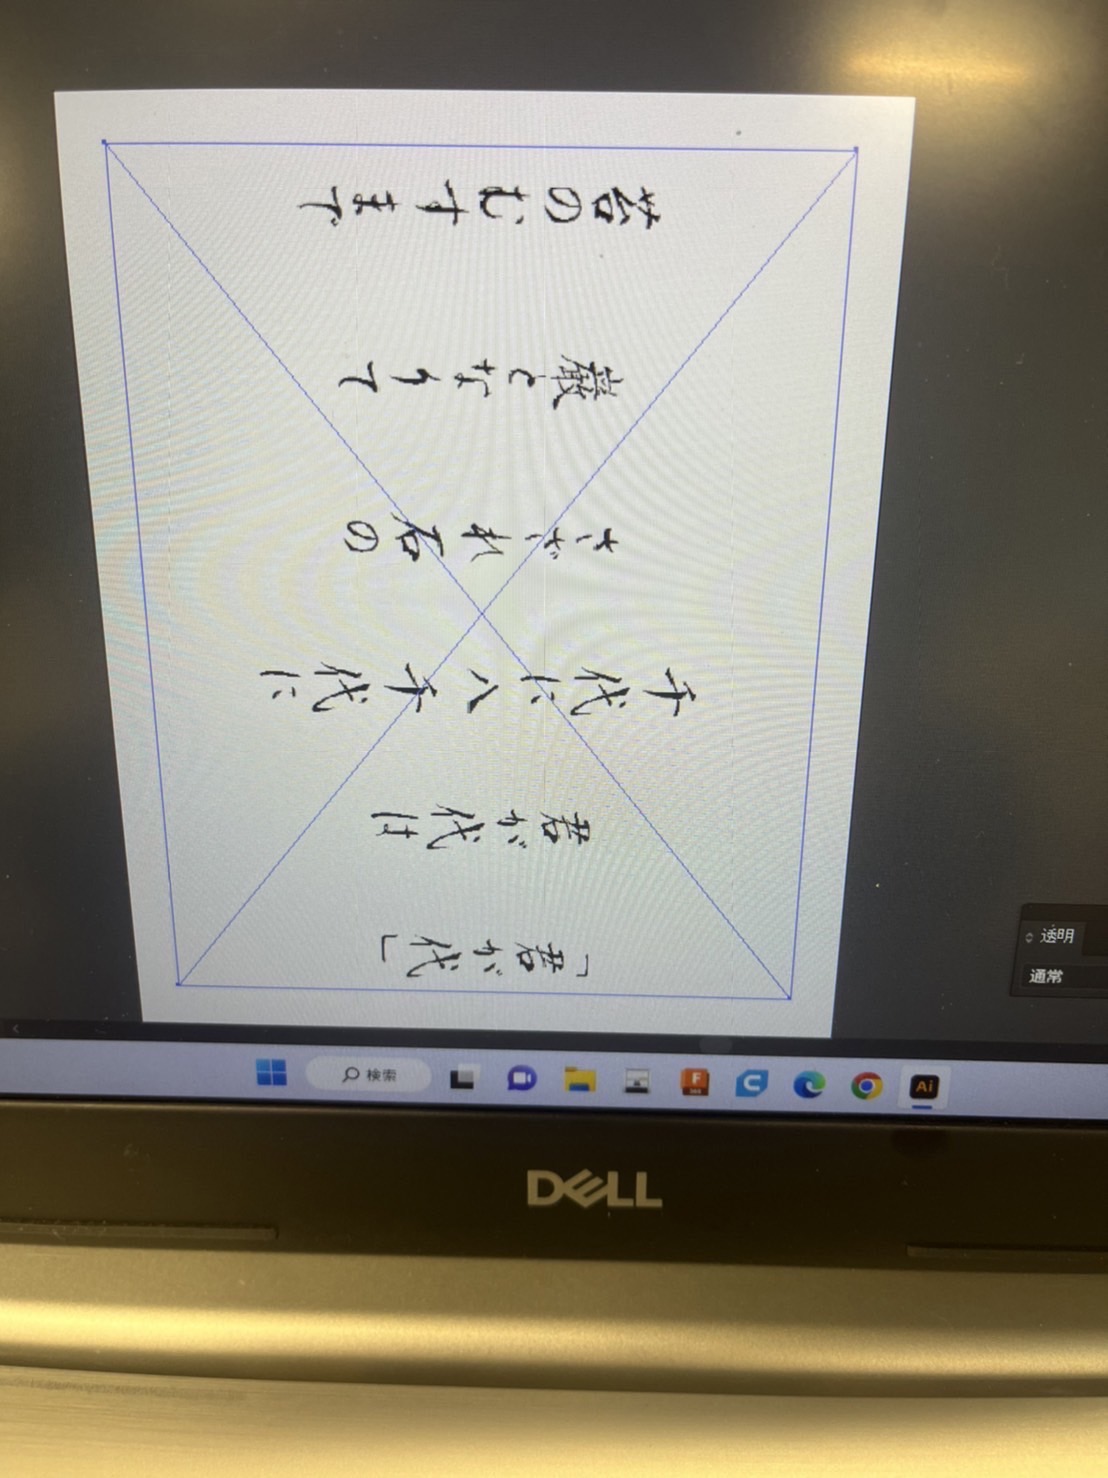 「君が代」
君が代は
千代に八千代に
さざれ石の
巌となりて
苔のむすまで
透明
通常
検索
Ai
DELL